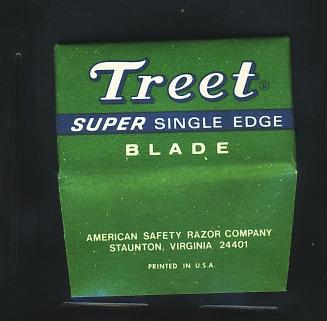 Treet®
SUPER SINGLE EDGE
BLADE
AMERICAN SAFETY RAZOR COMPANY
STAUNTON, VIRGINIA 24401
PRINTED IN U.S.A.